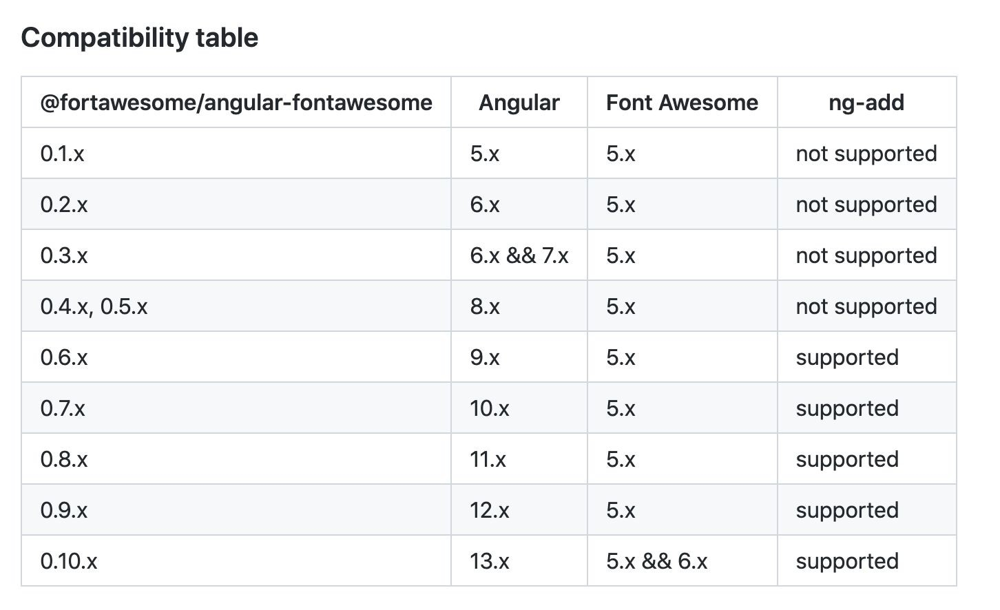 Compatibility table
@fortawesome/angular-fontawesome Angular Font Awesome ng-add
0.1.x 5.x 5.x not supported
0.2.x 6.x 5.x not supported
0.3.x 6.x && 7.x 5.x not supported
0.4.x, 0.5.x 8.x 5.x not supported
0.6.x 9.x 5.x supported
0.7.x 10.x 5.x supported
0.8.x 11.x 5.x supported
0.9.x 12.x 5.x supported
0.10.x 13.x 5.x && 6.x supported